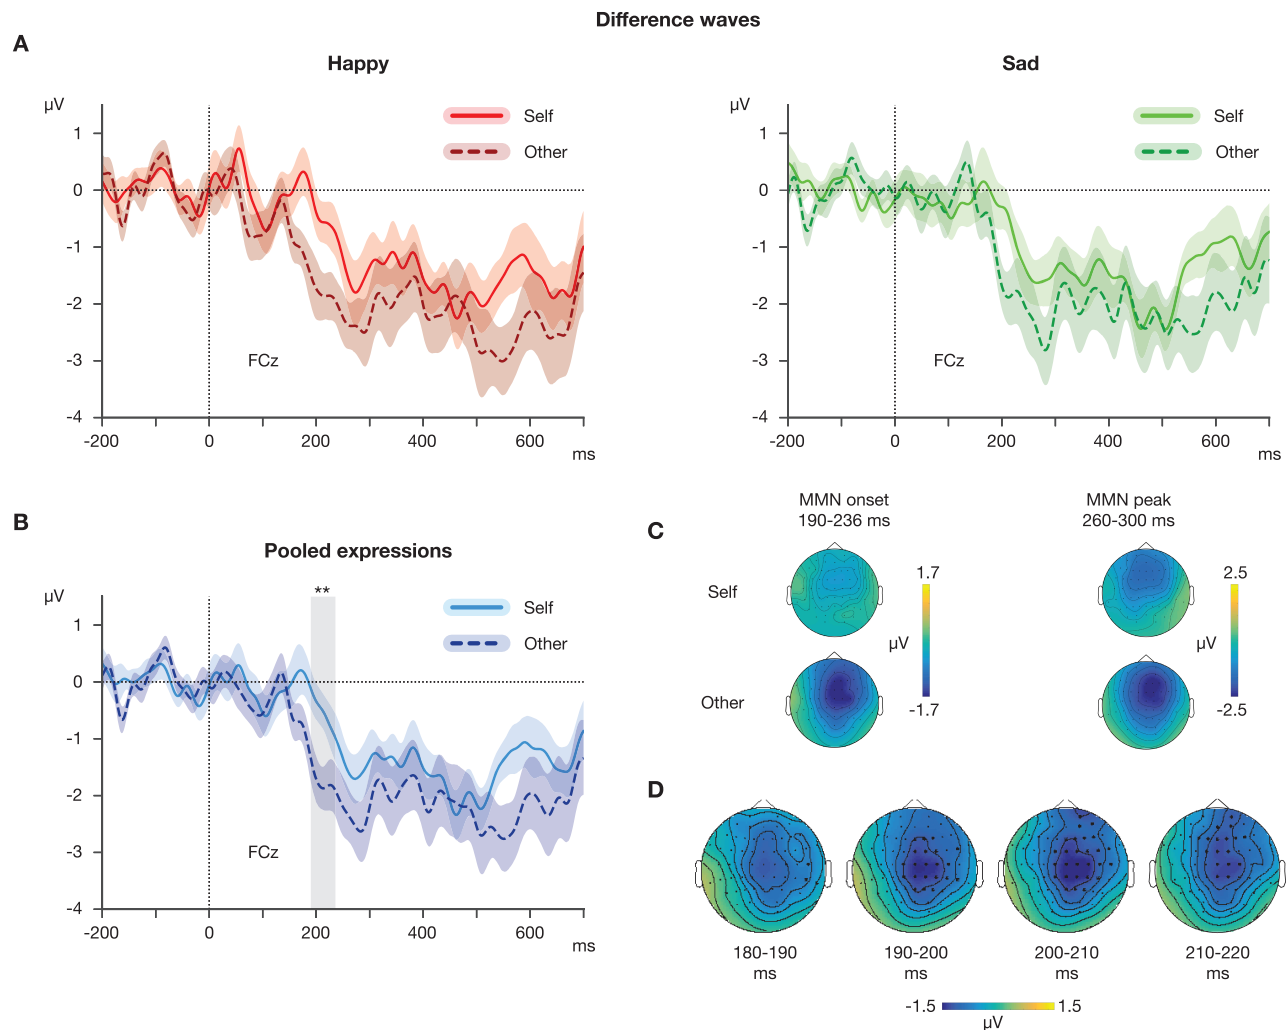 Difference waves
A
Happy
Sad
µV
Self
Other
1
0
-1
-2
-3
-4
FCz
-200
0
200
400
600
ms
µV
Self
Other
1
0
-1
-2
-3
-4
FCz
-200
0
200
400
600
ms
B
Pooled expressions
µV
**
Self
Other
1
0
-1
-2
-3
-4
FCz
-200
0
200
400
600
ms
C
MMN onset
190-236 ms
MMN peak
260-300 ms
Self
Other
1.7
µV
-1.7
2.5
µV
-2.5
D
180-190
ms
190-200
ms
200-210
ms
210-220
ms
-1.5
1.5
µV